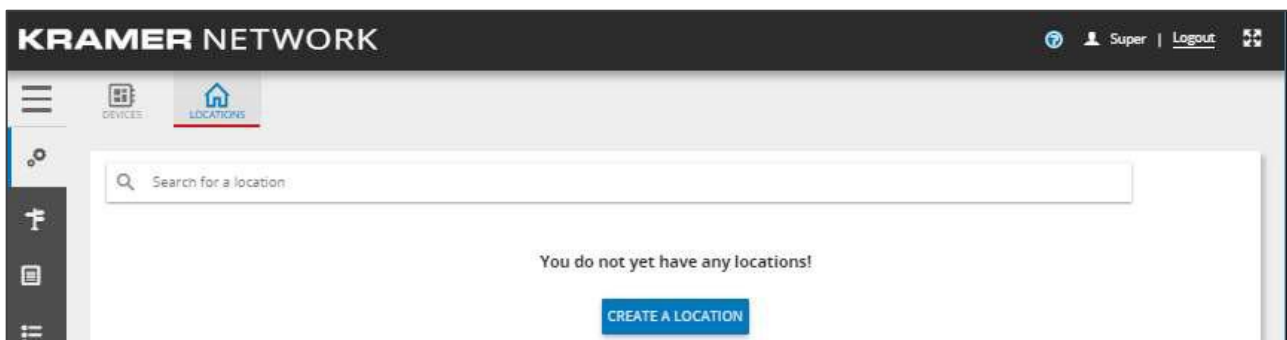 KRAMER NETWORK
Super | Logout
DEVICES
LOCATIONS
Search for a location
You do not yet have any locations!
CREATE A LOCATION